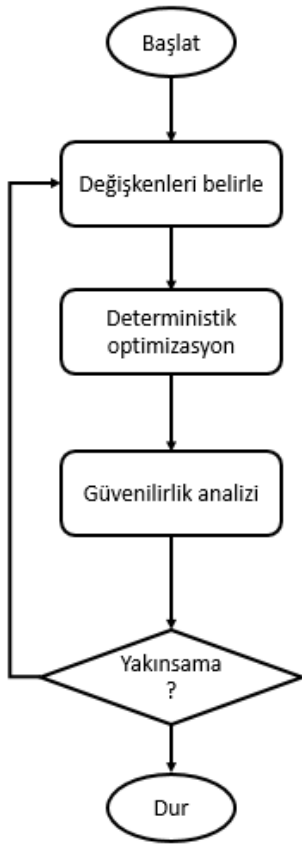 Başlat
Değişkenleri belirle
Deterministik
optimizasyon
Güvenilirlik analizi
Yakınsama
?
Dur